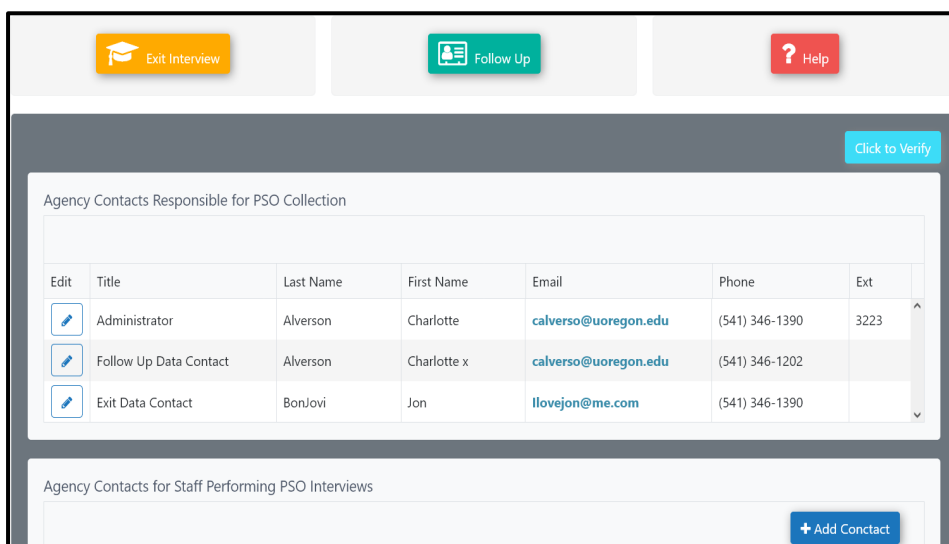 Exit Interview Follow Up ? Help
Click to Verify
Agency Contacts Responsible for PSO Collection
Edit Title Last Name First Name Email Phone Ext
Administrator Alverson Charlotte calverso@uoregon.edu (541) 346-1390 3223
Follow Up Data Contact Alverson Charlotte x calverso@uoregon.edu (541) 346-1202
Exit Data Contact BonJovi Jon Ilovejon@me.com (541) 346-1390
Agency Contacts for Staff Performing PSO Interviews
+ Add Conctact